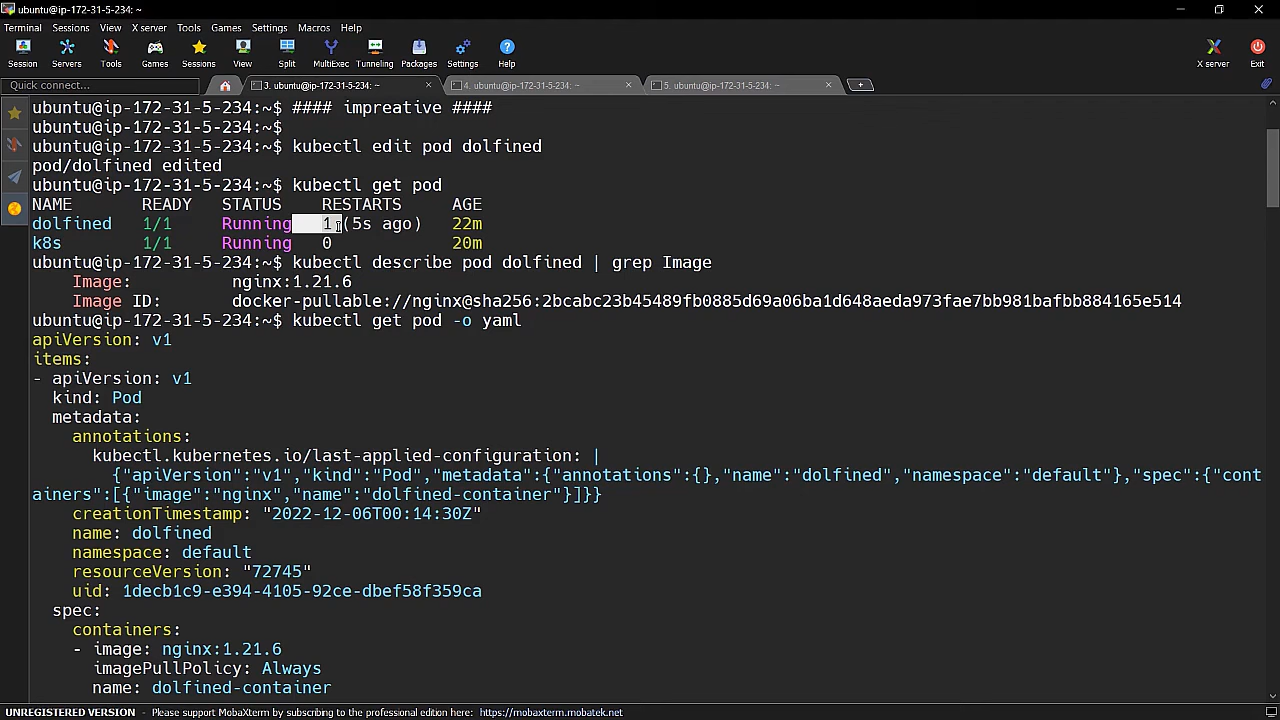 ubuntu@ip-172-31-5-234: ~
Terminal Sessions View X server Tools Games Settings Macros Help
Session Servers Tools Games Sessions View Split MultiExec Tunneling Packages Settings Help X server Exit
Quick connect... 3. ubuntu@ip-172-31-5-234: ~ 4. ubuntu@ip-172-31-5-234: ~ 5. ubuntu@ip-172-31-5-234: ~
ubuntu@ip-172-31-5-234:~$ #### impreative ####
ubuntu@ip-172-31-5-234:~$
ubuntu@ip-172-31-5-234:~$ kubectl edit pod dolfined
pod/dolfined edited
ubuntu@ip-172-31-5-234:~$ kubectl get pod
NAME READY STATUS RESTARTS AGE
dolfined 1/1 Running 1 (5s ago) 22m
k8s 1/1 Running 0 20m
ubuntu@ip-172-31-5-234:~$ kubectl describe pod dolfined | grep Image
Image: nginx:1.21.6
Image ID: docker-pullable://nginx@sha256:2bcabc23b45489fb0885d69a06ba1d648aeda973fae7bb981bafbb884165e514
ubuntu@ip-172-31-5-234:~$ kubectl get pod -o yaml
apiVersion: v1
items:
- apiVersion: v1
kind: Pod
metadata:
annotations:
kubectl.kubernetes.io/last-applied-configuration: |
{"apiVersion":"v1","kind":"Pod","metadata":{"annotations":{},"name":"dolfined","namespace":"default"},"spec":{"cont
ainers":[{"image":"nginx","name":"dolfined-container"}]}}
creationTimestamp: "2022-12-06T00:14:30Z"
name: dolfined
namespace: default
resourceVersion: "72745"
uid: 1decb1c9-e394-4105-92ce-dbef58f359ca
spec:
containers:
- image: nginx:1.21.6
imagePullPolicy: Always
name: dolfined-container
UNREGISTERED VERSION - Please support MobaXterm by subscribing to the professional edition here: https://mobaxterm.mobatek.net